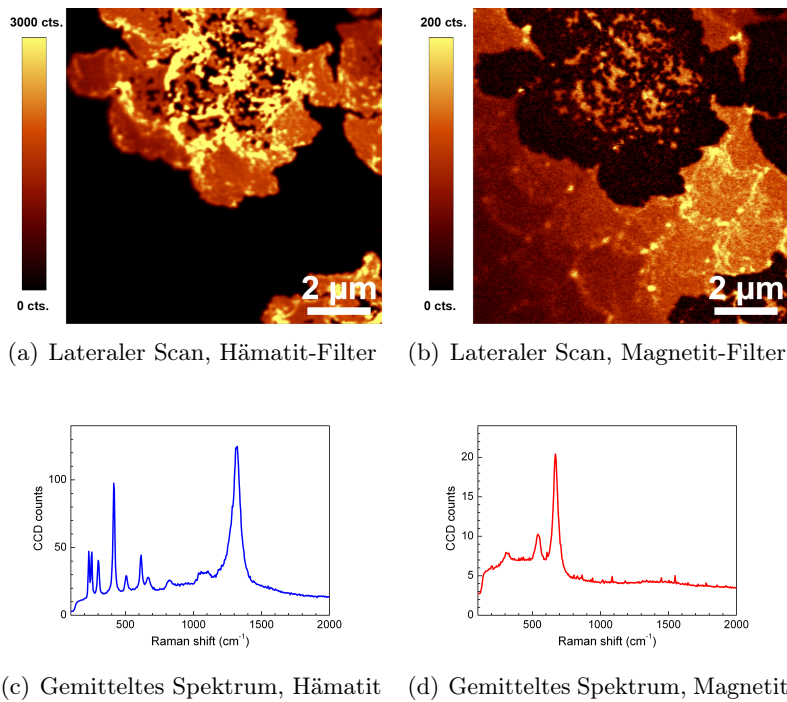 3000 cts.
0 cts.
2 µm
200 cts.
0 cts.
2 µm
(a) Lateraler Scan, Hämatit-Filter
(b) Lateraler Scan, Magnetit-Filter
CCD counts
100
50
0
500
1000
1500
2000
Raman shift (cm⁻¹)
CCD counts
20
15
10
5
0
500
1000
1500
2000
Raman shift (cm⁻¹)
(c) Gemitteltes Spektrum, Hämatit
(d) Gemitteltes Spektrum, Magnetit